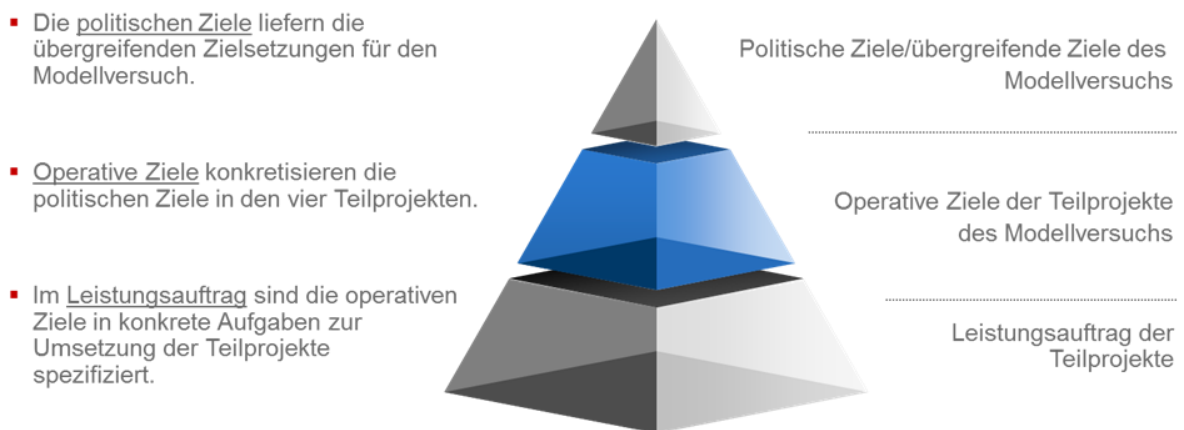 ▪ Die politischen Ziele liefern die
übergreifenden Zielsetzungen für den
Modellversuch.
Politische Ziele/übergreifende Ziele des
Modellversuchs
▪ Operative Ziele konkretisieren die
politischen Ziele in den vier Teilprojekten.
Operative Ziele der Teilprojekte
des Modellversuchs
▪ Im Leistungsauftrag sind die operativen
Ziele in konkrete Aufgaben zur
Umsetzung der Teilprojekte
spezifiziert.
Leistungsauftrag der
Teilprojekte